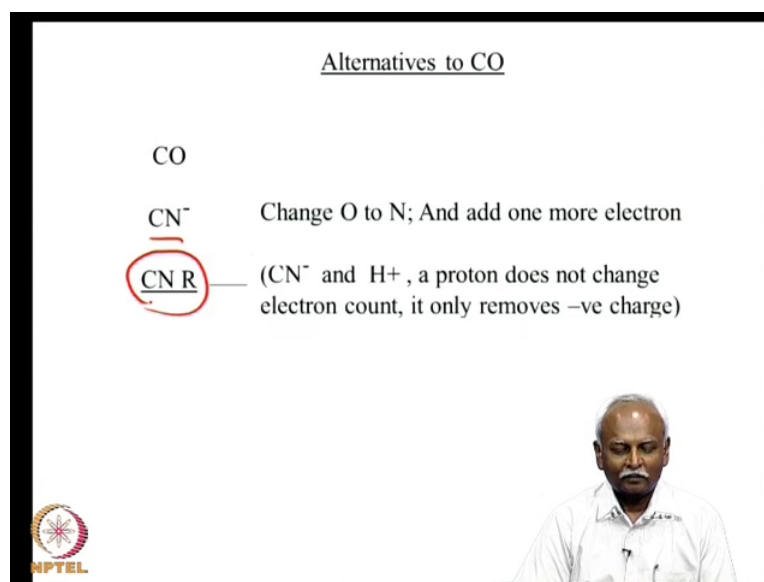 Alternatives to CO
CO
CN⁻ Change O to N; And add one more electron
CN R (CN⁻ and H+ , a proton does not change
electron count, it only removes –ve charge)
NPTEL